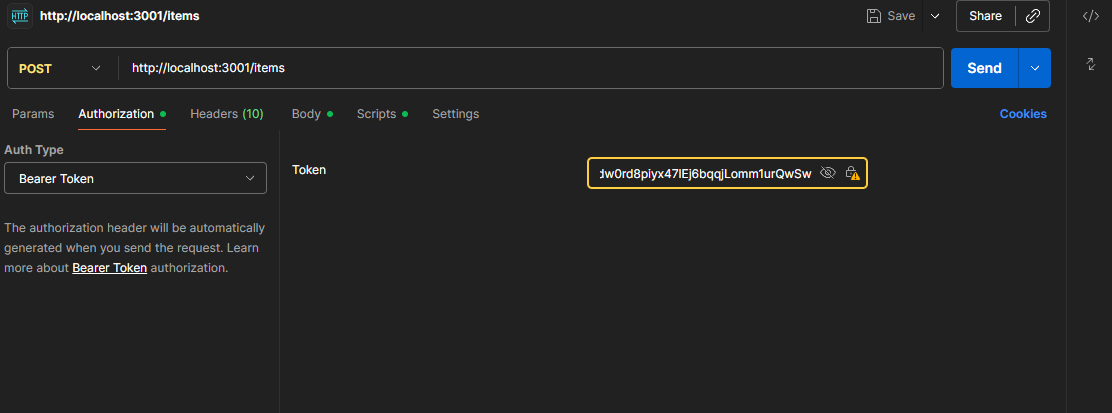 HTTP http://localhost:3001/items Save Share
POST http://localhost:3001/items Send
Params Authorization Headers (10) Body Scripts Settings Cookies
Auth Type
Bearer Token
The authorization header will be automatically
generated when you send the request. Learn
more about Bearer Token authorization.
Token